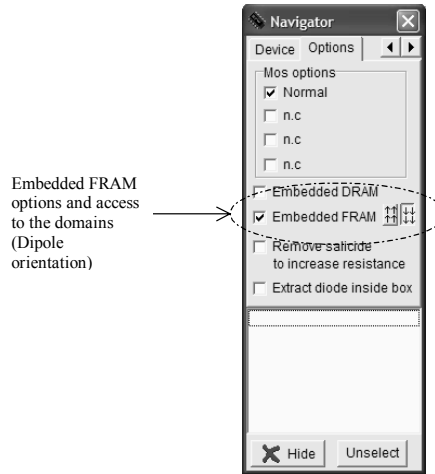 Navigator
Device Options
Mos options
Normal
n.c
n.c
n.c
Embedded DRAM
Embedded FRAM
Remove salicide
to increase resistance
Extract diode inside box
Hide Unselect
Embedded FRAM
options and access
to the domains
(Dipole
orientation)